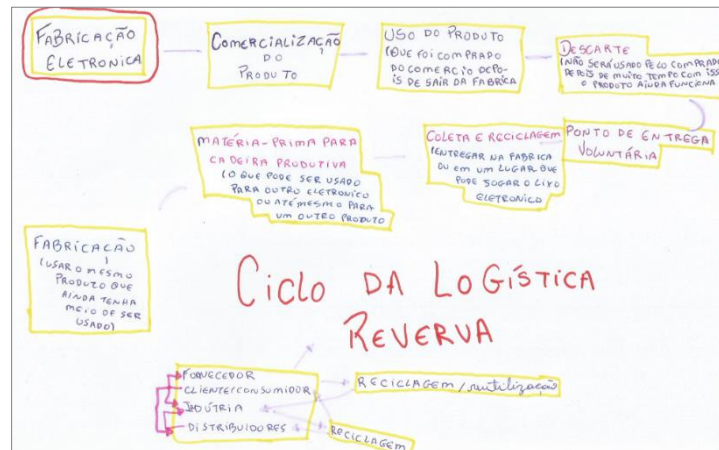 FABRICAÇÃO
ELETRONICA
COMERCIALIZAÇÃO
DO
PRODUTO
USO DO PRODUTO
(QUE FOI COMPRADO
DO COMERCIO DEPO-
IS DE SAIR DA FABRICA
DESCARTE
(NÃO SERÁ USADO PELO COMPRADO
DEPOIS DE MUITO TEMPO COM ISS
O PRODUTO AINDA FUNCIONA
PONTO DE ENTREGA
VOLUNTÁRIA
COLETA E RECICLAGEM
(ENTREGAR NA FABRICA
OU EM UM LUGAR QUE
PODE JOGAR O LIXO
ELETRONICO
MATÉRIA-PRIMA PARA
CADEIRA PRODUTIVA
(O QUE PODE SER USADO
PARA OUTRO ELETRONICO
OU ATÉ MESMO PARA
UM OUTRO PRODUTO
FABRICAÇÃO
(USAR O MESMO
PRODUTO QUE
AINDA TENHA
MEIO DE SER
USADO)
CICLO DA LOGÍSTICA
REVERVA
FORNECEDOR
CLIENTE/CONSUMIDOR
INDÚTRIA
DISTRIBUIDORES
RECICLAGEM/reutilização
RECICLAGEM